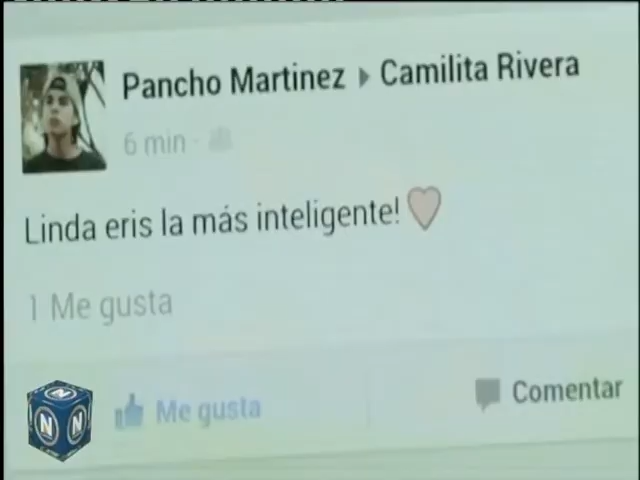 Pancho Martinez ▸ Camilita Rivera
6 min ·
Linda eris la más inteligente!
1 Me gusta
Me gusta
Comentar
N
N N